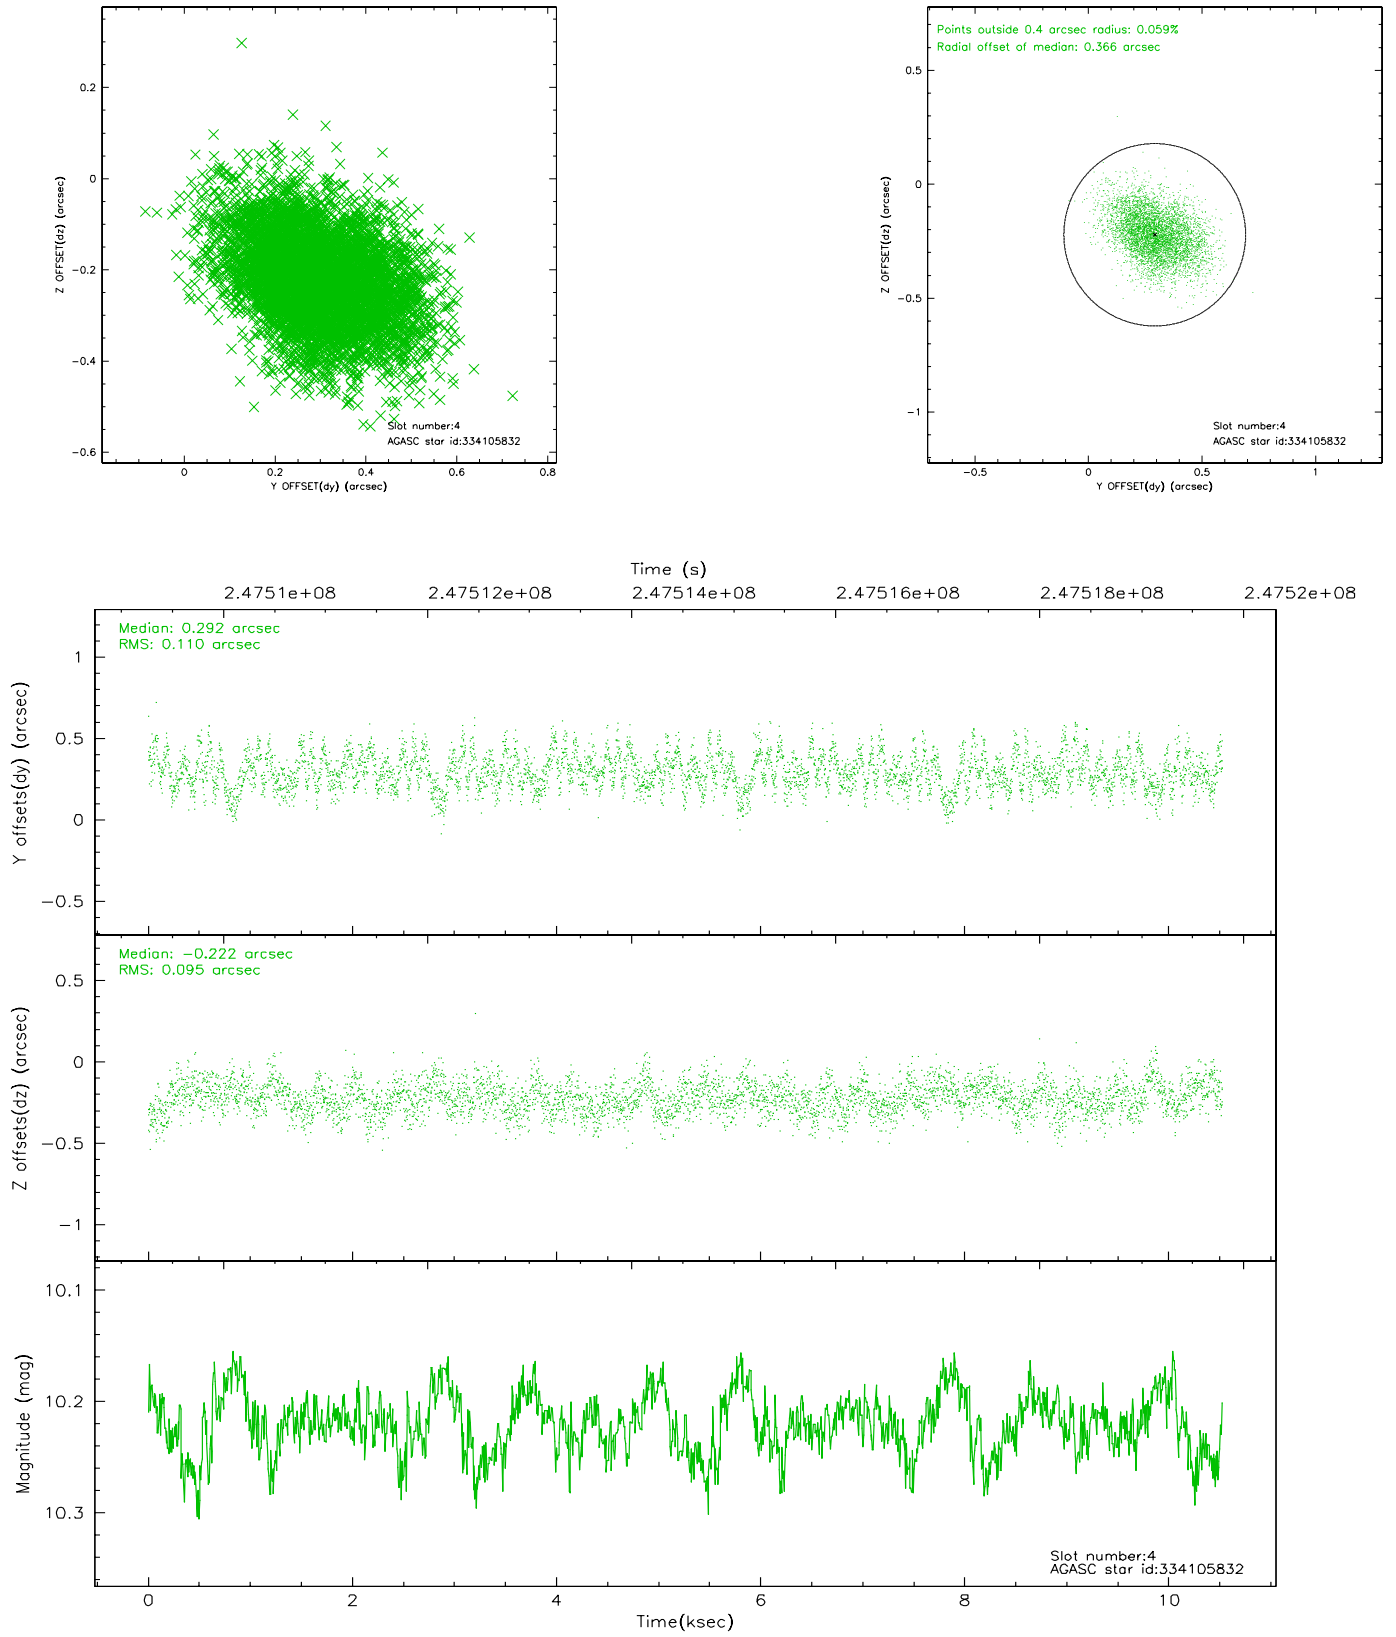 0.2
0
−0.2
−0.4
−0.6
Z OFFSET(dz) (arcsec)
0
0.2
0.4
0.6
0.8
Y OFFSET(dy) (arcsec)
Slot number:4
AGASC star id:334105832
Points outside 0.4 arcsec radius: 0.059%
Radial offset of median: 0.366 arcsec
0.5
0
−0.5
−1
Z OFFSET(dz) (arcsec)
−0.5
0
0.5
1
Y OFFSET(dy) (arcsec)
Slot number:4
AGASC star id:334105832
Time (s)
2.4751e+08
2.47512e+08
2.47514e+08
2.47516e+08
2.47518e+08
2.4752e+08
Median: 0.292 arcsec
RMS: 0.110 arcsec
1
0.5
0
−0.5
Y offsets(dy) (arcsec)
Median: −0.222 arcsec
RMS: 0.095 arcsec
0.5
0
−0.5
−1
Z offsets(dz) (arcsec)
10.1
10.2
10.3
Magnitude (mag)
Slot number:4
AGASC star id:334105832
0
2
4
6
8
10
Time(ksec)